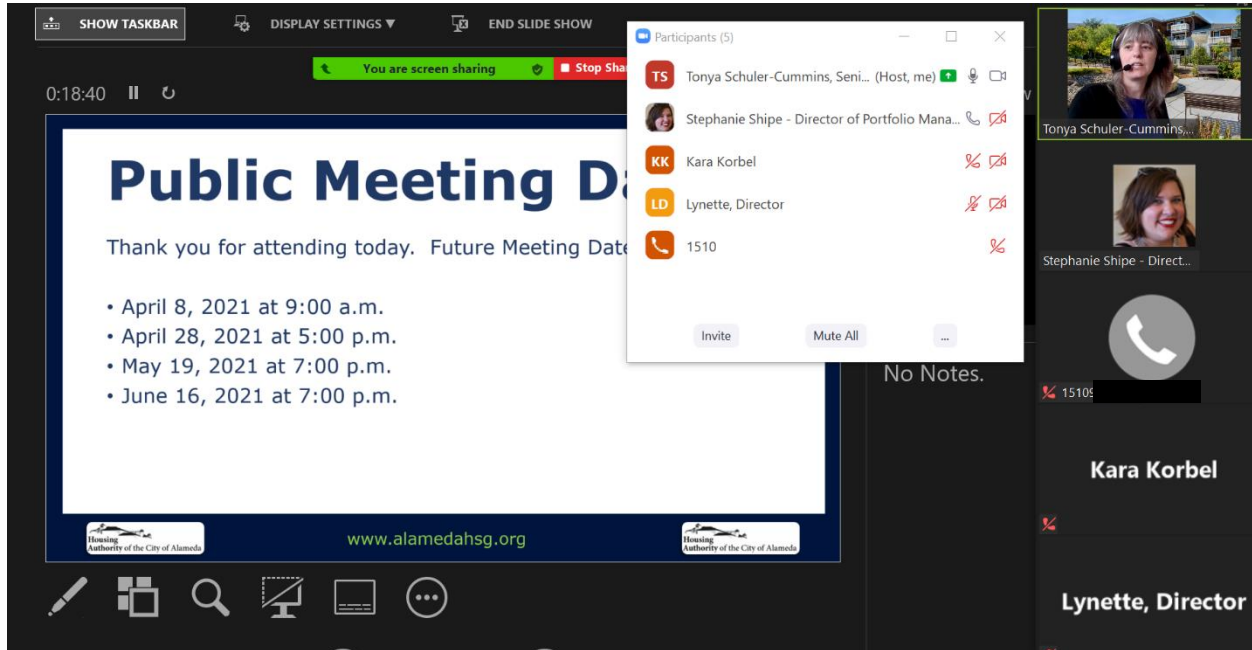 SHOW TASKBAR
DISPLAY SETTINGS ▼
END SLIDE SHOW
You are screen sharing
Stop Sha
0:18:40
Public Meeting D
Thank you for attending today. Future Meeting Date
• April 8, 2021 at 9:00 a.m.
• April 28, 2021 at 5:00 p.m.
• May 19, 2021 at 7:00 p.m.
• June 16, 2021 at 7:00 p.m.
Housing
Authority of the City of Alameda
www.alamedahsg.org
Housing
Authority of the City of Alameda
Participants (5)
TS Tonya Schuler-Cummins, Seni... (Host, me)
Stephanie Shipe - Director of Portfolio Mana...
KK Kara Korbel
LD Lynette, Director
1510
Invite
Mute All
...
No Notes.
Tonya Schuler-Cummins,...
Stephanie Shipe - Direct...
1510
Kara Korbel
Lynette, Director